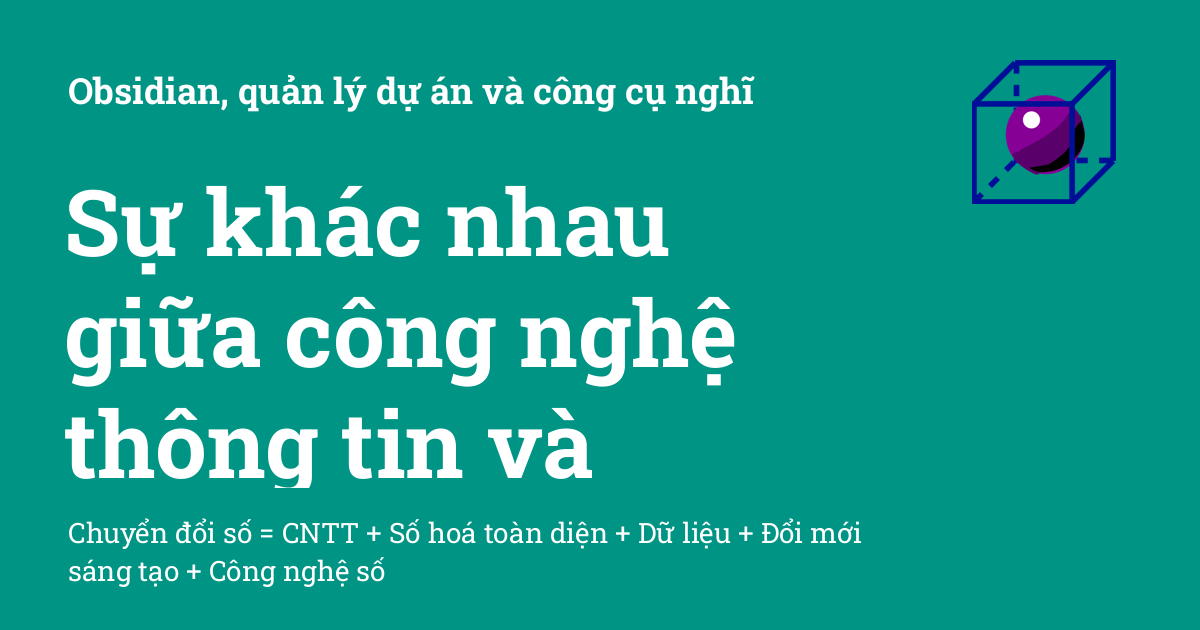 Obsidian, quản lý dự án và công cụ nghĩ
Sự khác nhau
giữa công nghệ
thông tin và
Chuyển đổi số = CNTT + Số hoá toàn diện + Dữ liệu + Đổi mới
sáng tạo + Công nghệ số